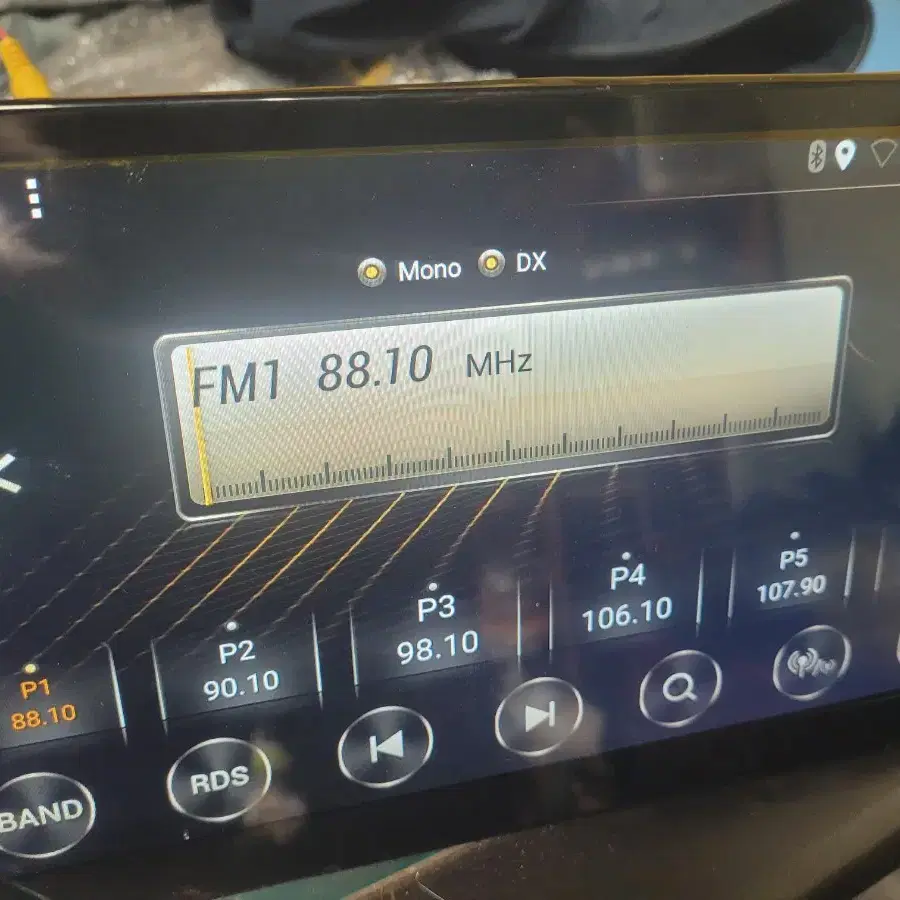 Mono DX
FM1 88.10 MHz
P1
88.10
P2
90.10
P3
98.10
P4
106.10
P5
107.90
BAND
RDS